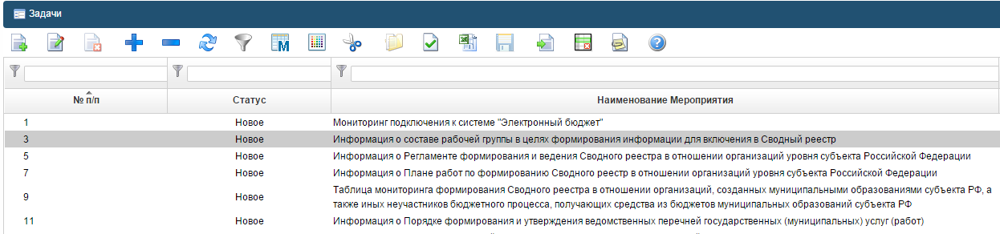 Задачи
№ п/п
Статус
Наименование Мероприятия
1 Новое Мониторинг подключения к системе "Электронный бюджет"
3 Новое Информация о составе рабочей группы в целях формирования информации для включения в Сводный реестр
5 Новое Информация о Регламенте формирования и ведения Сводного реестра в отношении организаций уровня субъекта Российской Федерации
7 Новое Информация о Плане работ по формированию Сводного реестр в отношении организаций уровня субъекта Российской Федерации
9 Новое Таблица мониторинга формирования Сводного реестра в отношении организаций, созданных муниципальными образованиями субъекта РФ, а
также иных неучастников бюджетного процесса, получающих средства из бюджетов муниципальных образований субъекта РФ
11 Новое Информация о Порядке формирования и утверждения ведомственных перечней государственных (муниципальных) услуг (работ)